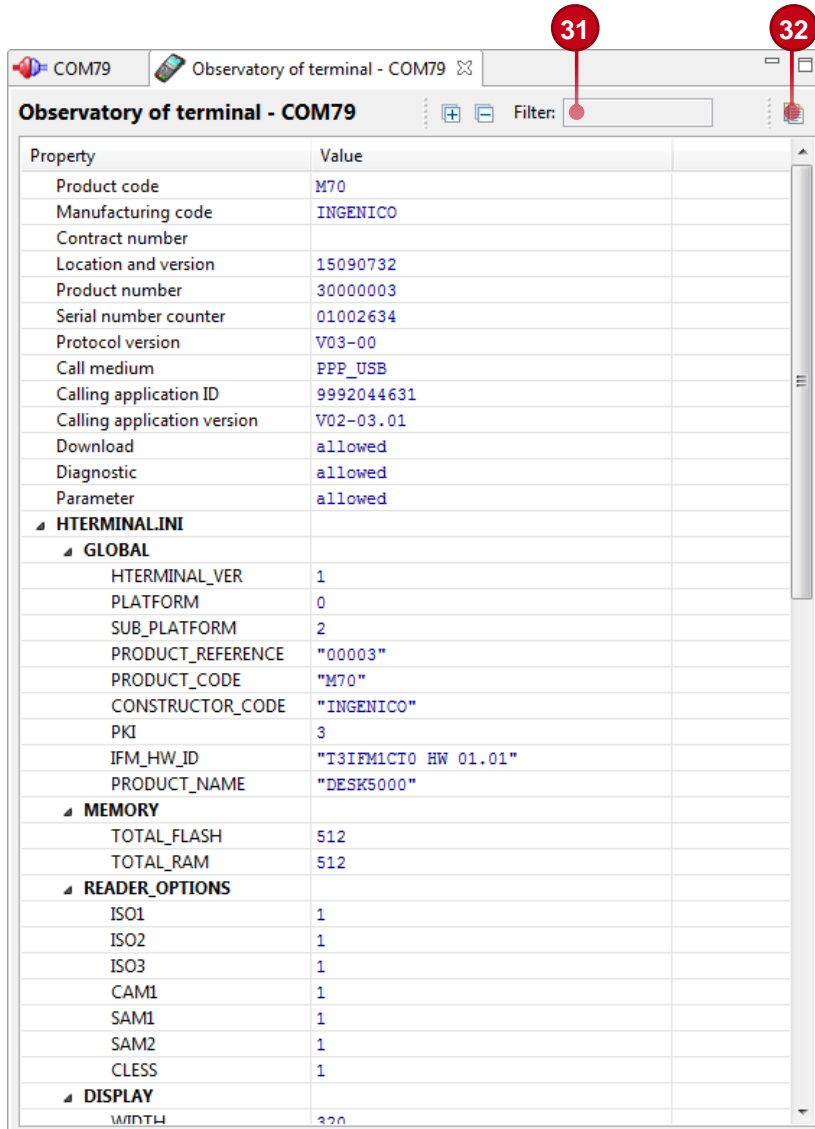 31 32
COM79 Observatory of terminal - COM79
Observatory of terminal - COM79 Filter:
Property Value
Product code M70
Manufacturing code INGENICO
Contract number
Location and version 15090732
Product number 30000003
Serial number counter 01002634
Protocol version V03-00
Call medium PPP_USB
Calling application ID 9992044631
Calling application version V02-03.01
Download allowed
Diagnostic allowed
Parameter allowed
HTERMINAL.INI
GLOBAL
HTERMINAL_VER 1
PLATFORM 0
SUB_PLATFORM 2
PRODUCT_REFERENCE "00003"
PRODUCT_CODE "M70"
CONSTRUCTOR_CODE "INGENICO"
PKI 3
IFM_HW_ID "T3IFM1CT0 HW 01.01"
PRODUCT_NAME "DESK5000"
MEMORY
TOTAL_FLASH 512
TOTAL_RAM 512
READER_OPTIONS
ISO1 1
ISO2 1
ISO3 1
CAM1 1
SAM1 1
SAM2 1
CLESS 1
DISPLAY
WIDTH 320